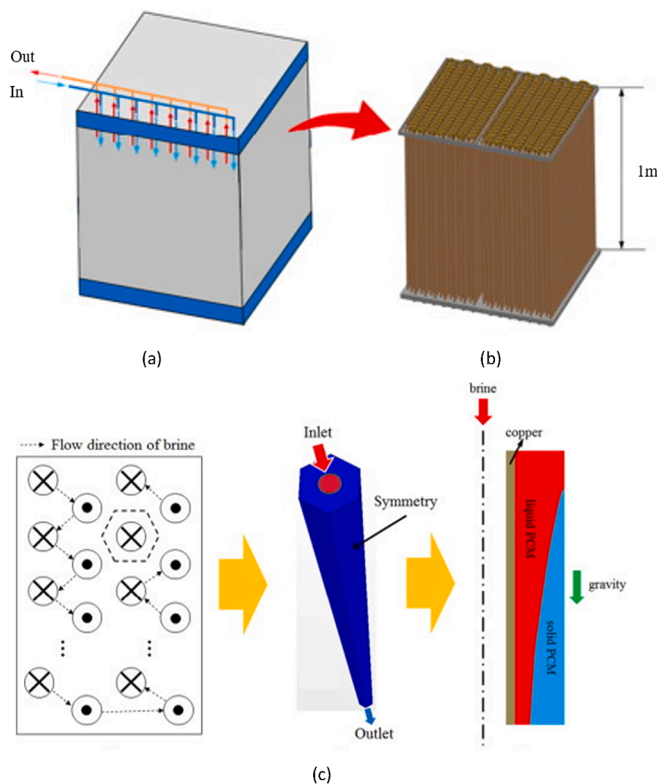 Out
In
1m
(a)
(b)
brine
Flow direction of brine
Inlet
copper
Symmetry
liquid PCM
gravity
solid PCM
Outlet
(c)